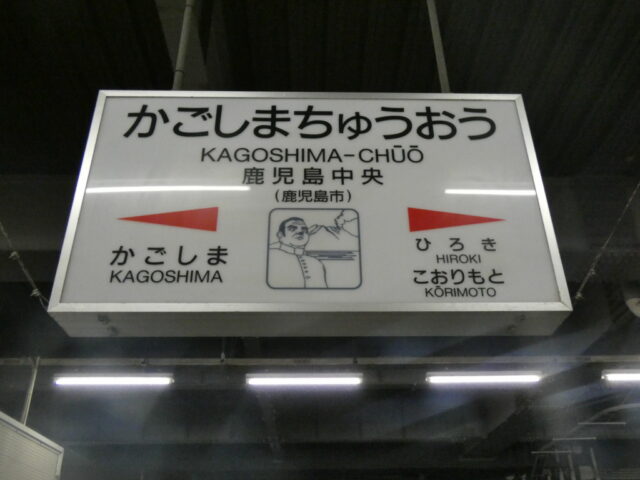 かごしまちゅうおう
KAGOSHIMA-CHŪŌ
鹿児島中央
(鹿児島市)
かごしま
KAGOSHIMA
ひろき
HIROKI
こおりもと
KŌRIMOTO